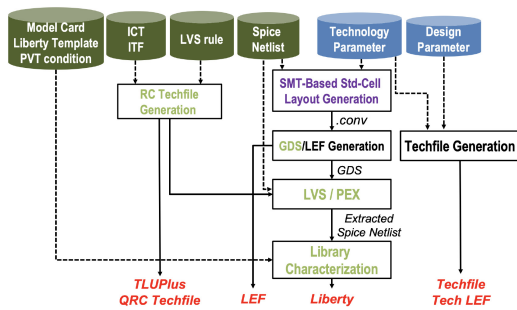 Model Card
Liberty Template
PVT condition
ICT
ITF
LVS rule
Spice
Netlist
Technology
Parameter
Design
Parameter
RC Techfile
Generation
SMT-Based Std-Cell
Layout Generation
.conv
GDS/LEF Generation
Techfile Generation
GDS
LVS / PEX
Extracted
Spice Netlist
Library
Characterization
TLUPlus
QRC Techfile
LEF
Liberty
Techfile
Tech LEF